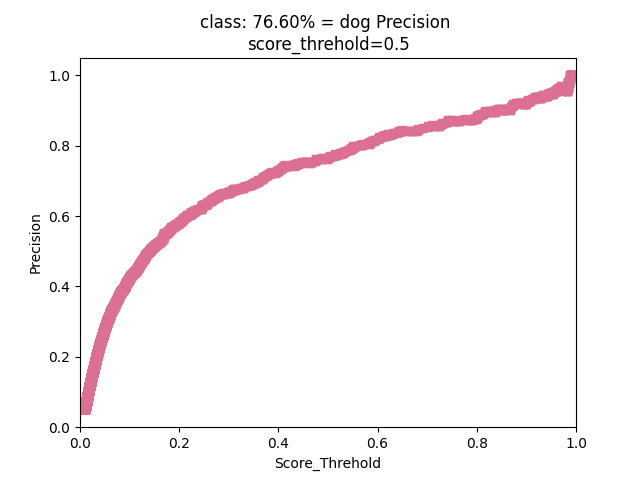 class: 76.60% = dog Precision
score_threhold=0.5
Precision
1.0
0.8
0.6
0.4
0.2
0.0
0.0 0.2 0.4 0.6 0.8 1.0
Score_Threhold